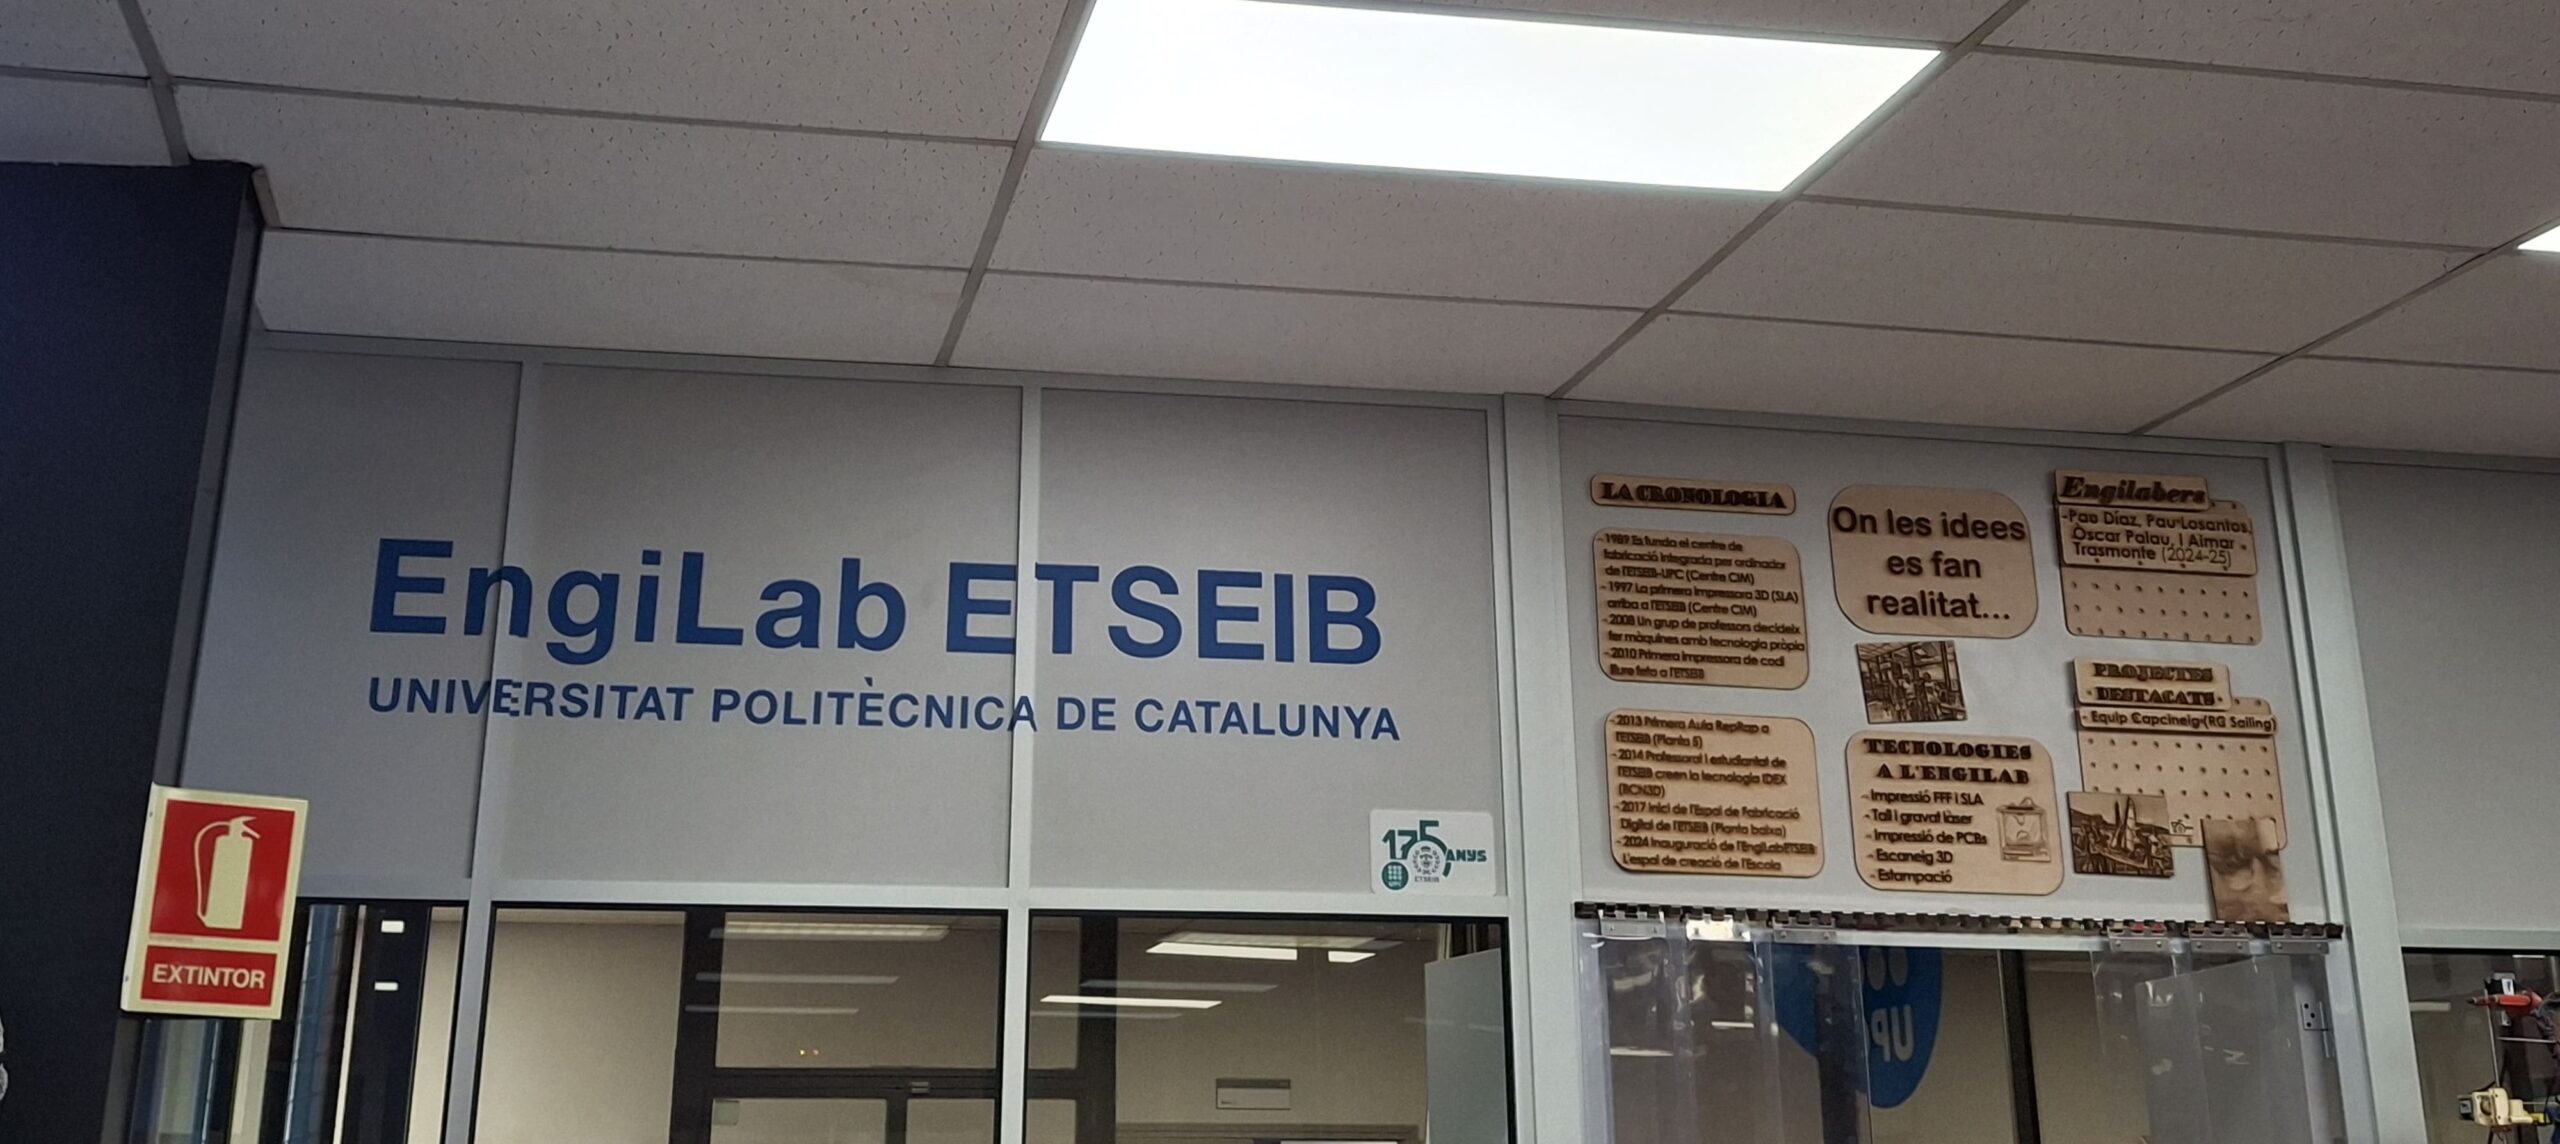 EngiLab ETSEIB
UNIVERSITAT POLITÈCNICA DE CATALUNYA
EXTINTOR
175 ANYS
ETSEIB
LA CRONOLOGIA
- 1989 Es funda el centre de
fabricació integrada per ordinador
de l'ETSEIB-UPC (Centre CIM)
- 1997 La primera impressora 3D (SLA)
arriba a l'ETSEIB (Centre CIM)
- 2008 Un grup de professors decideix
fer màquines amb tecnologia pròpia
- 2010 Primera impressora de codi
lliure feta a l'ETSEIB
- 2013 Primera Aula RepRap a
l'ETSEIB (Planta 5)
- 2014 Professorat i estudiantat de
l'ETSEIB creen la tecnologia IDEX
(BCN3D)
- 2017 Inici de l'Espai de Fabricació
Digital de l'ETSEIB (Planta baixa)
- 2024 Inauguració de l'EngiLabETSEIB
L'espai de creació de l'Escola
On les idees
es fan
realitat...
TECNOLOGIES
A L'ENGILAB
- Impressió FFF i SLA
- Tall i gravat làser
- Impressió de PCBs
- Escaneig 3D
- Estampació
Engilabers
- Pau Díaz, Pau Losantos,
Òscar Palau, i Aimar
Trasmonte (2024-25)
PROJECTES
DESTACATS
- Equip Capcineig (RG Sailing)
UP